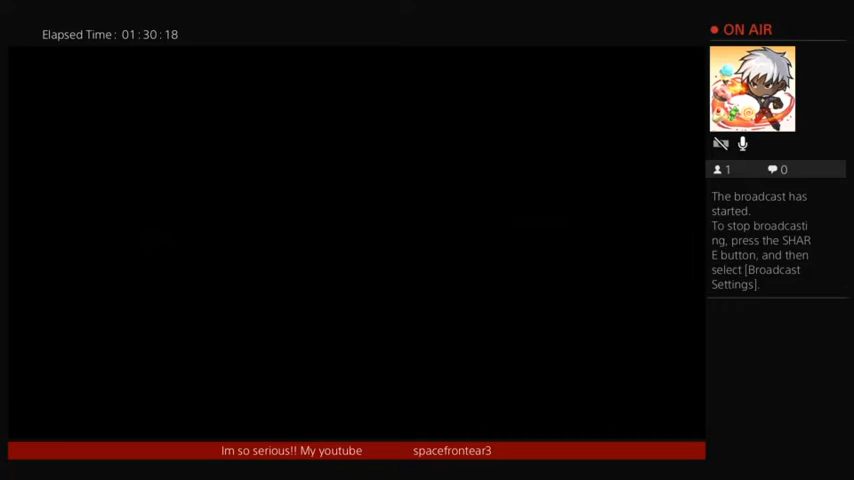 Elapsed Time: 01:30:18
ON AIR
1 0
The broadcast has
started.
To stop broadcasti
ng, press the SHAR
E button, and then
select [Broadcast
Settings].
Im so serious!! My youtube spacefrontear3